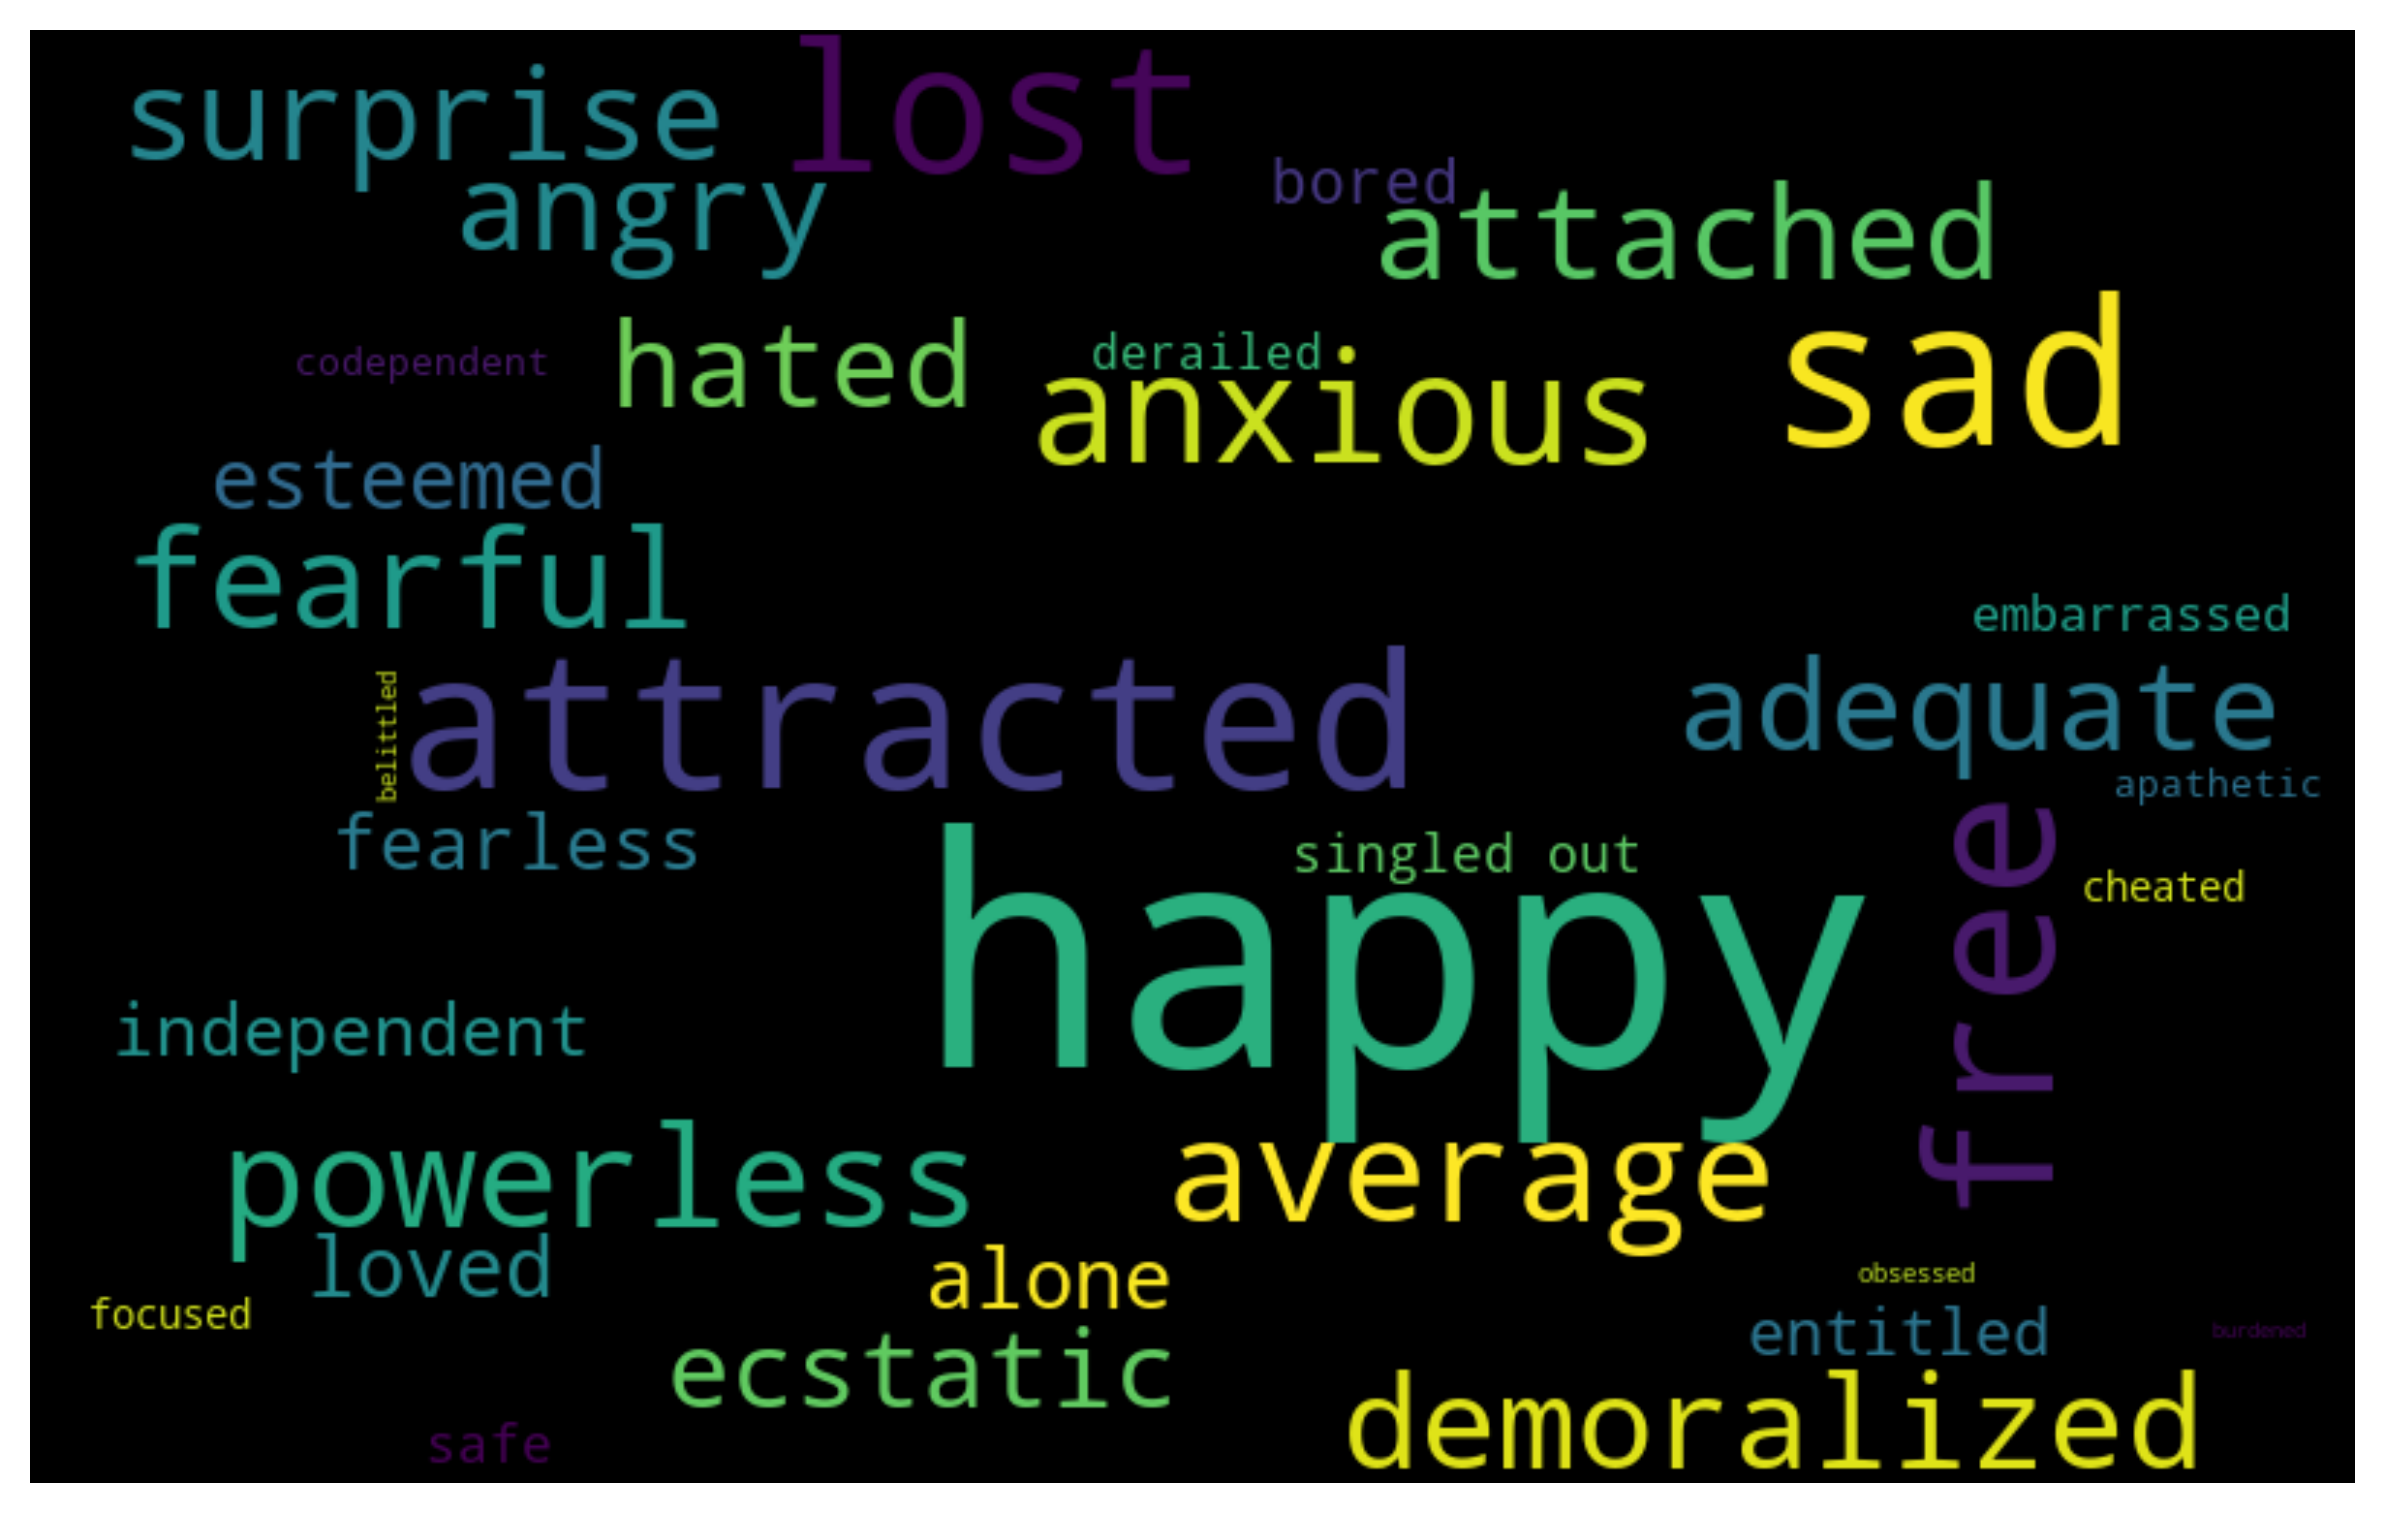 surprise
lost
angry
bored
attached
codependent
hated
derailed
anxious
sad
esteemed
fearful
embarrassed
belittled
attracted
adequate
apathetic
fearless
singled out
happy
free
cheated
independent
powerless
average
loved
alone
obsessed
focused
entitled
burdened
ecstatic
safe
demoralized